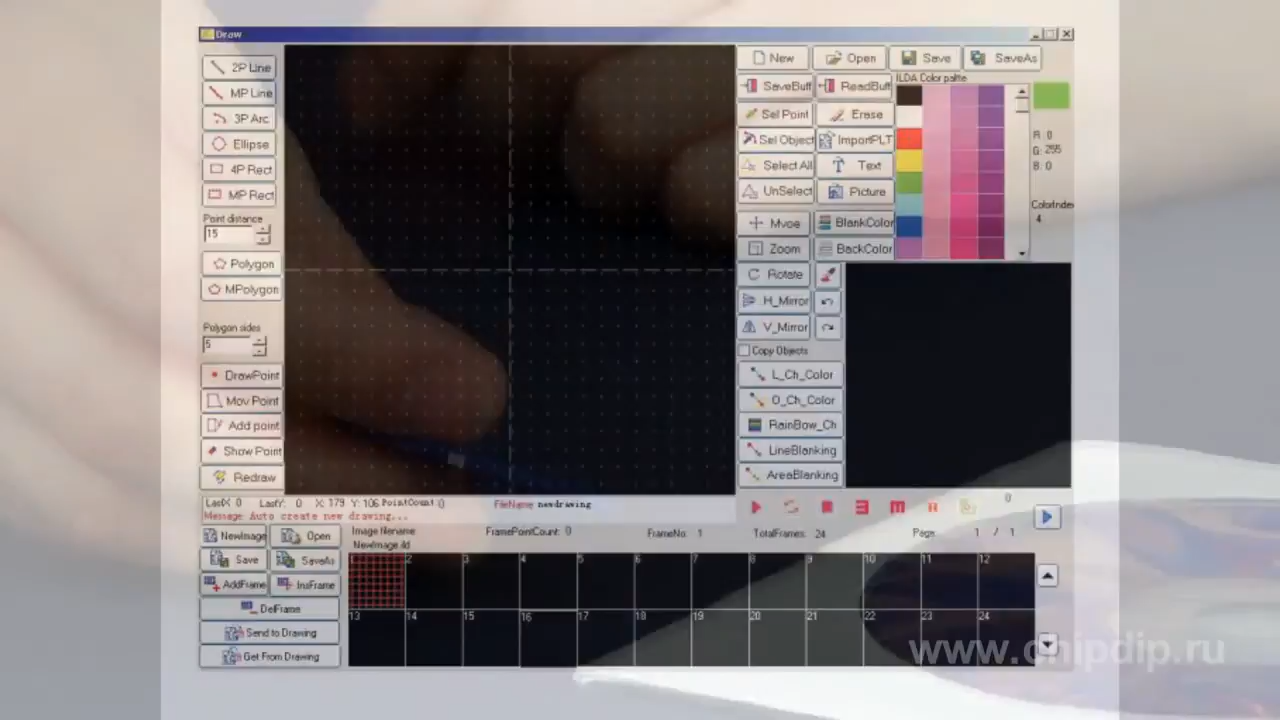 Draw
2P Line
MP Line
3P Arc
Ellipse
4P Rect
MP Rect
Point distance
15
Polygon
MPolygon
Polygon sides
5
DrawPoint
Mov Point
Add point
Show Point
Redraw
New Open Save SaveAs
SaveBuff ReadBuff
Sel Point Erase
Sel Object ImportPLT
Select All Text
UnSelect Picture
Mvoe BlankColor
Zoom BackColor
Rotate
H_Mirror
V_Mirror
Copy Objects
L_Ch_Color
O_Ch_Color
RainBow_Ch
LineBlanking
AreaBlanking
ILDA Color paltte
R: 0
G: 255
B: 0
ColorIndex
4
LastX: 0 LastY: 0 X: 179 Y: 106 PointCount: 0 FileName newdrawing
Message Auto create new drawing...
0
NewImage Open
Save SaveAs
AddFrame InsFrame
DelFrame
Send to Drawing
Get From Drawing
Image filename
NewImage.ild
FramePointCount: 0 FrameNo: 1 TotalFrames: 24 Page: 1 / 1
2 3 4 5 6 7 8 9 10 11 12
13 14 15 16 17 18 19 20 21 22 23 24
www.chipdip.ru